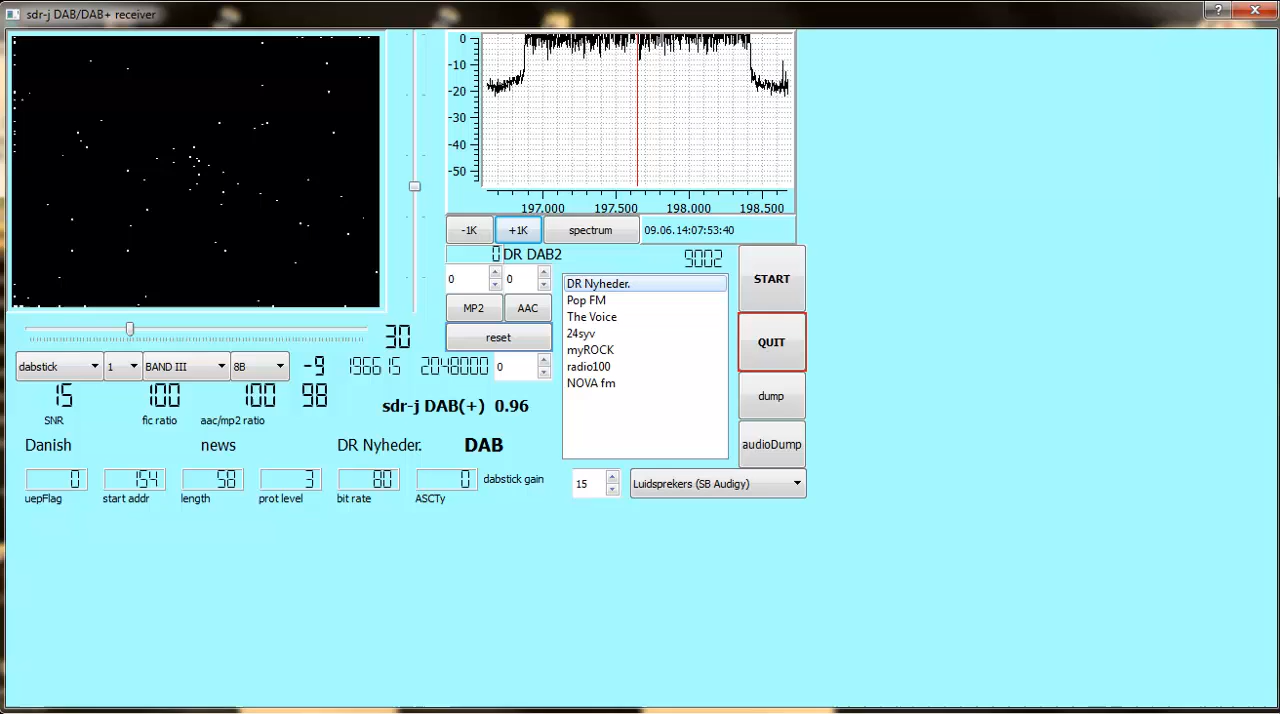 sdr-j DAB/DAB+ receiver
?
0
-10
-20
-30
-40
-50
197.000 197.500 198.000 198.500
-1K +1K spectrum 09.06.14:07:53:40
0 DR DAB2 9002
0 0
MP2 AAC
reset
DR Nyheder.
Pop FM
The Voice
24syv
myROCK
radio100
NOVA fm
START
QUIT
dump
audioDump
30
dabstick 1 BAND III 8B -9 196615 2048000 0
15 100 100 98
SNR fic ratio aac/mp2 ratio
sdr-j DAB(+) 0.96
Danish news DR Nyheder. DAB
0 154 58 3 80 0 dabstick gain 15 Luidsprekers (SB Audigy)
uepFlag start addr length prot level bit rate ASCTy